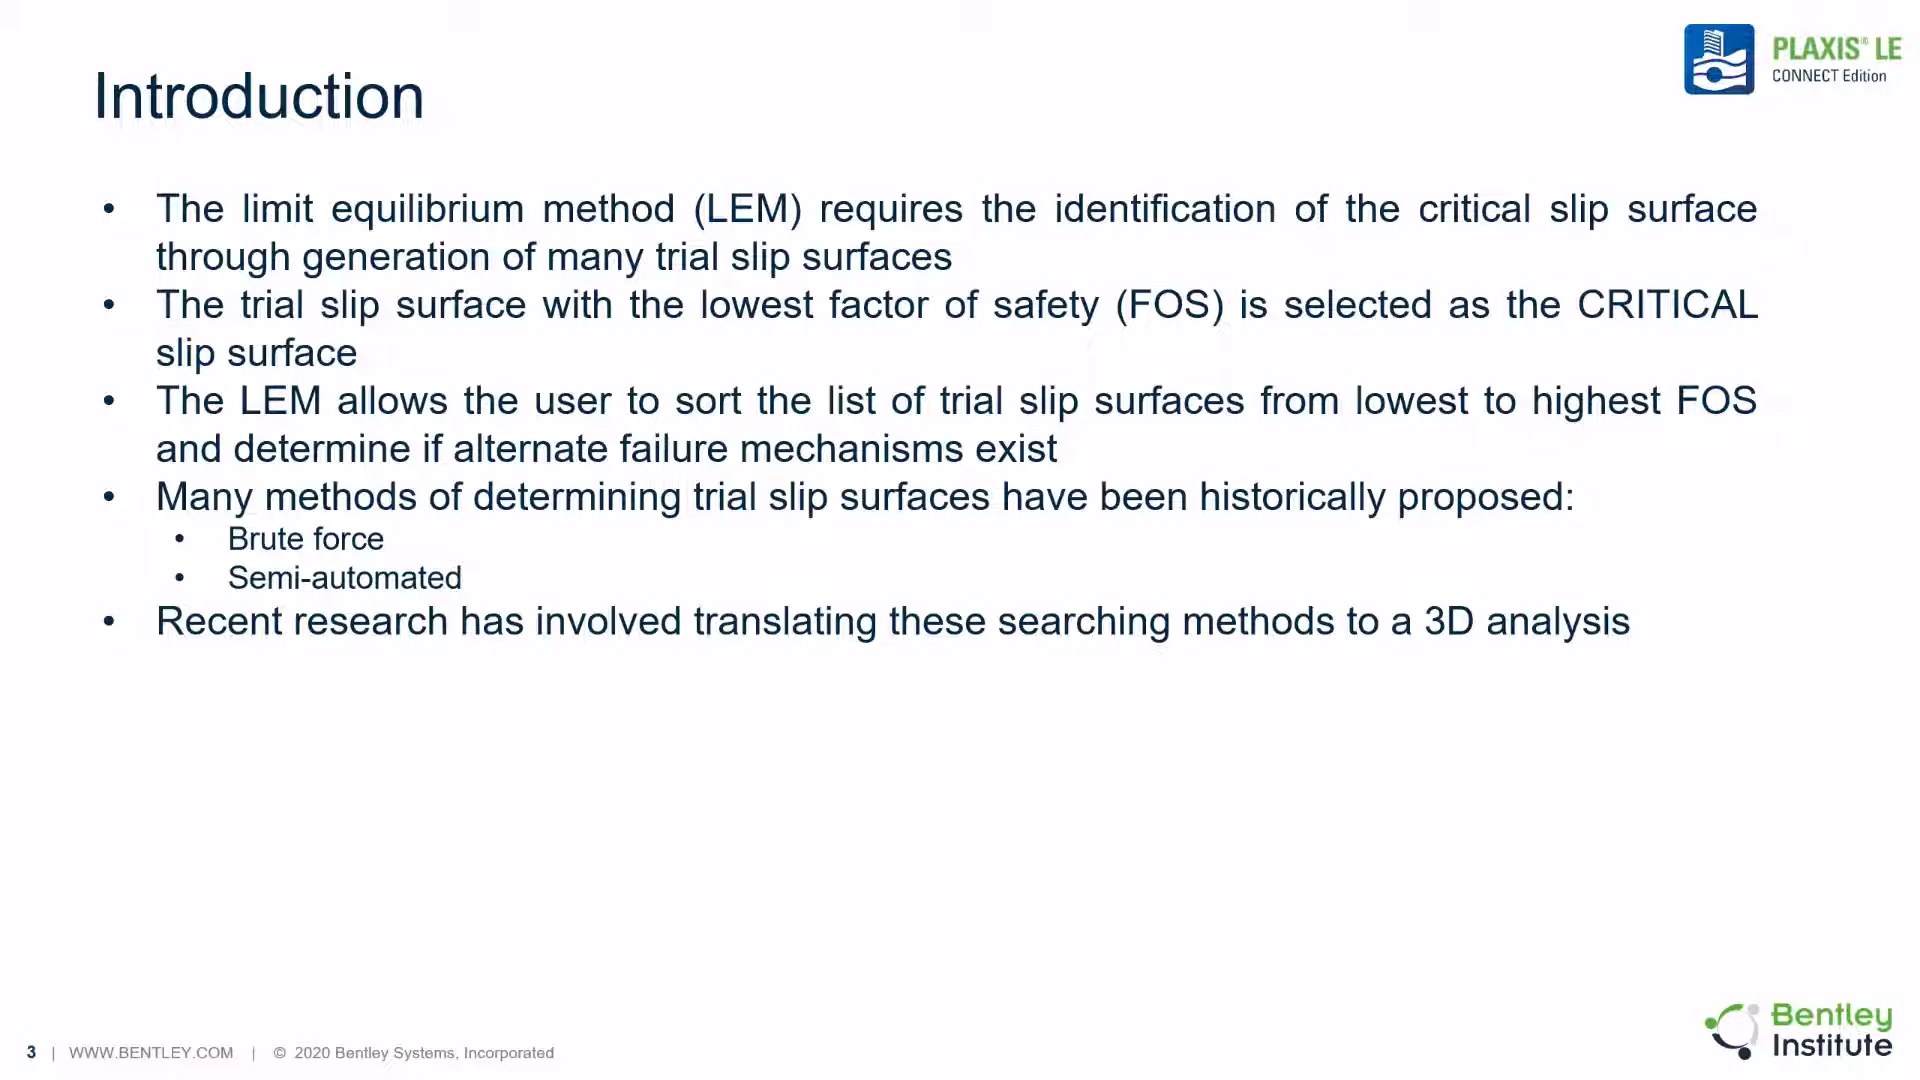 PLAXIS® LE
CONNECT Edition
Introduction
• The limit equilibrium method (LEM) requires the identification of the critical slip surface
through generation of many trial slip surfaces
• The trial slip surface with the lowest factor of safety (FOS) is selected as the CRITICAL
slip surface
• The LEM allows the user to sort the list of trial slip surfaces from lowest to highest FOS
and determine if alternate failure mechanisms exist
• Many methods of determining trial slip surfaces have been historically proposed:
• Brute force
• Semi-automated
• Recent research has involved translating these searching methods to a 3D analysis
3 | WWW.BENTLEY.COM | © 2020 Bentley Systems, Incorporated
Bentley
Institute